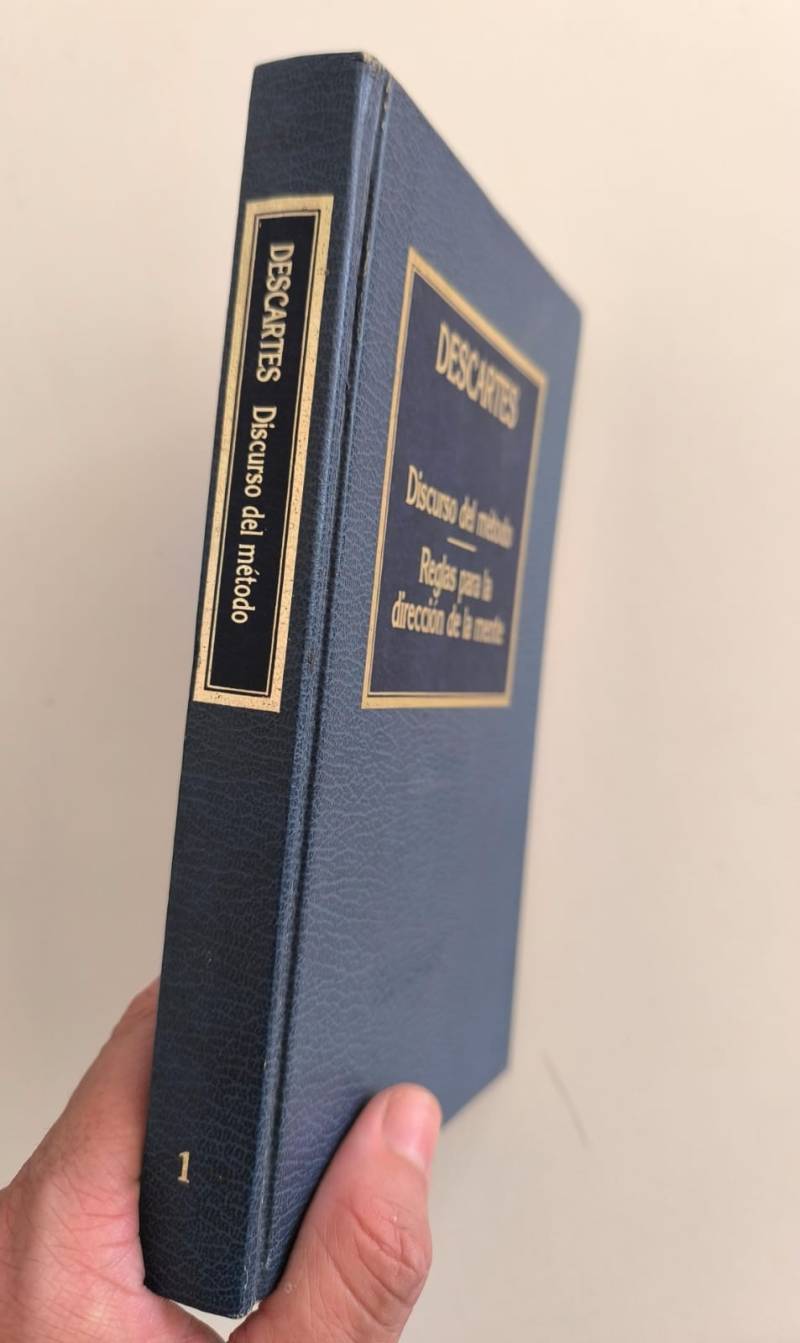 DESCARTES Discurso del método
1
DESCARTES
Discurso del método
Reglas para la
dirección de la mente